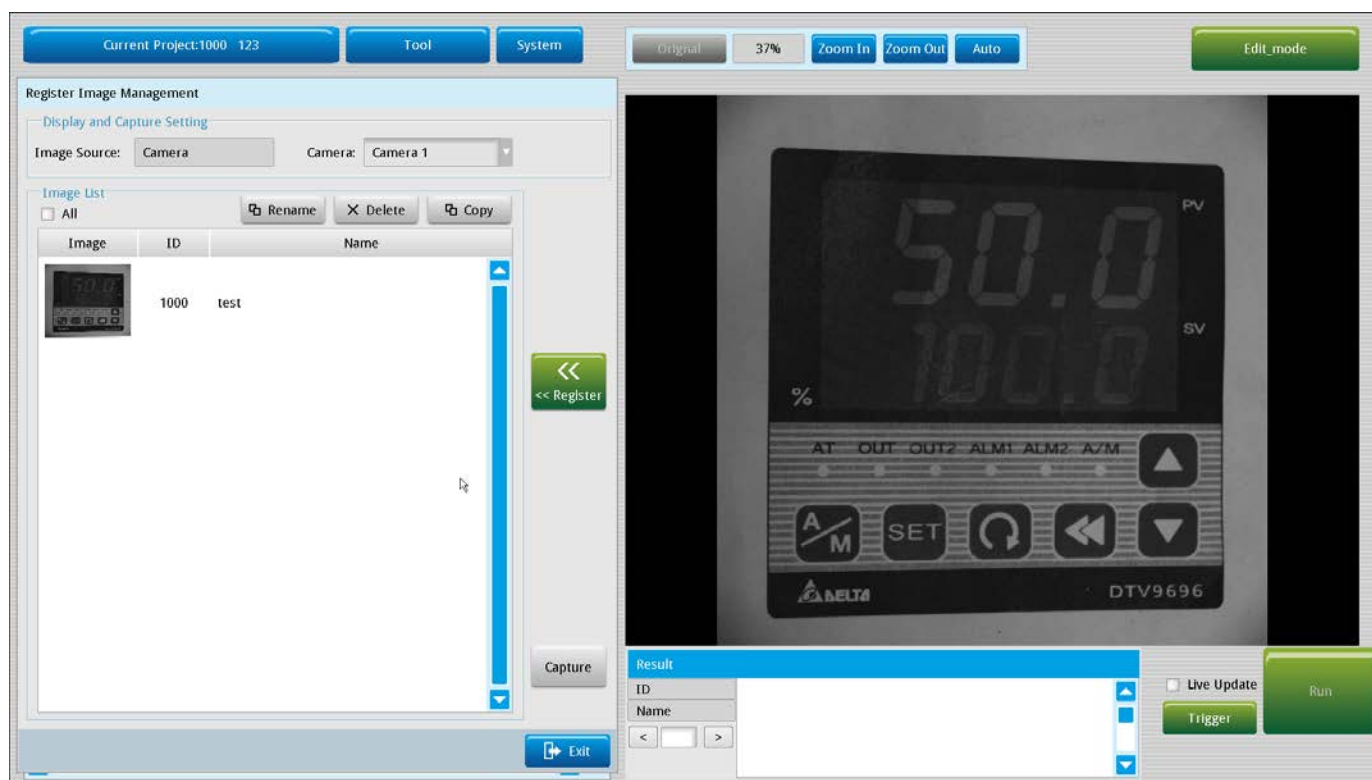 Current Project:1000 123
Tool
System
Orignal
37%
Zoom In
Zoom Out
Auto
Edit_mode
Register Image Management
Display and Capture Setting
Image Source: Camera
Camera: Camera 1
Image List
All
Rename
Delete
Copy
Image ID Name
1000 test
<< Register
Capture
Exit
50.0
PV
100.0
SV
%
AT OUT OUT2 ALM1 ALM2 A/M
A/M
SET
DELTA
DTV9696
Result
ID
Name
<
>
Live Update
Trigger
Run